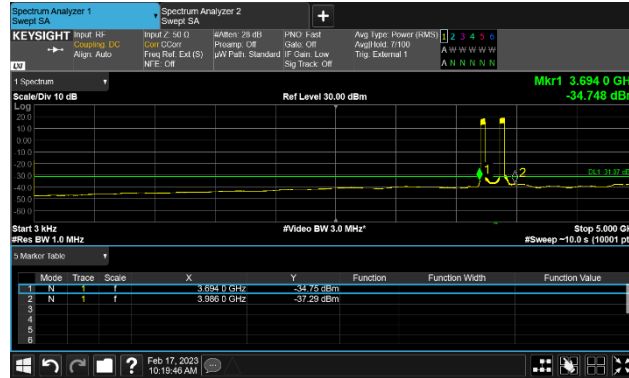 Spectrum Analyzer 1
Swept SA
Spectrum Analyzer 2
Swept SA
+
KEYSIGHT
Input: RF
Coupling: DC
Align: Auto
Input Z: 50 Ω
Corr CCorr
Freq Ref: Ext (S)
NFE: Off
#Atten: 28 dB
Preamp: Off
µW Path: Standard
PNO: Fast
Gate: Off
IF Gain: Low
Sig Track: Off
Avg Type: Power (RMS)
Avg|Hold: 7/100
Trig: External 1
1 2 3 4 5 6
A W W W W W
A N N N N N
LXI
1 Spectrum
Scale/Div 10 dB
Ref Level 30.00 dBm
Mkr1 3.694 0 GHz
-34.748 dBm
Log
20.0
10.0
0.00
-10.0
-20.0
-30.0
-40.0
-50.0
-60.0
1
2
Start 3 kHz
#Res BW 1.0 MHz
#Video BW 3.0 MHz*
Stop 5.000 G
#Sweep ~10.0 s (10001 pt
5 Marker Table
Mode Trace Scale X Y Function Function Width Function Value
1 N 1 f 3.694 0 GHz -34.75 dBm
2 N 1 f 3.986 0 GHz -37.29 dBm
3
4
5
6
?
Feb 17, 2023
10:19:46 AM